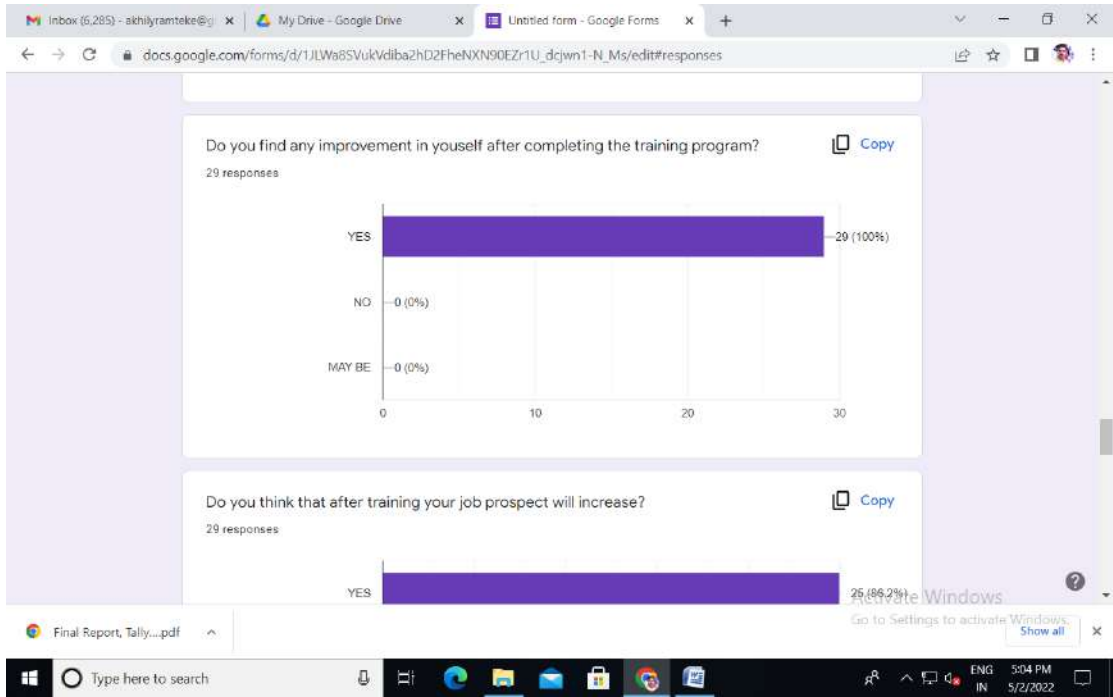 Inbox (6,285) - akhilyramteke@g
My Drive - Google Drive
Untitled form - Google Forms
docs.google.com/forms/d/1JLWa8SVukVdiba2hD2FheNXN90EZr1U_dcjwn1-N_Ms/edit#responses
Do you find any improvement in youself after completing the training program?
Copy
29 responses
YES
29 (100%)
NO
0 (0%)
MAY BE
0 (0%)
0 10 20 30
Do you think that after training your job prospect will increase?
Copy
29 responses
YES
25 (86.2%)
Activate Windows
Go to Settings to activate Windows.
Final Report, Tally....pdf
Show all
Type here to search
ENG
IN
5:04 PM
5/2/2022